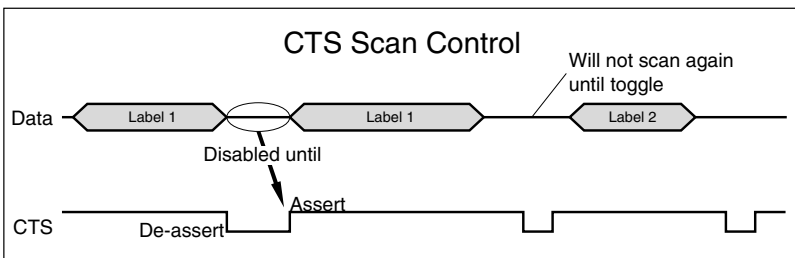 CTS Scan Control
Will not scan again
until toggle
Data
Label 1
Label 1
Label 2
Disabled until
Assert
CTS
De-assert